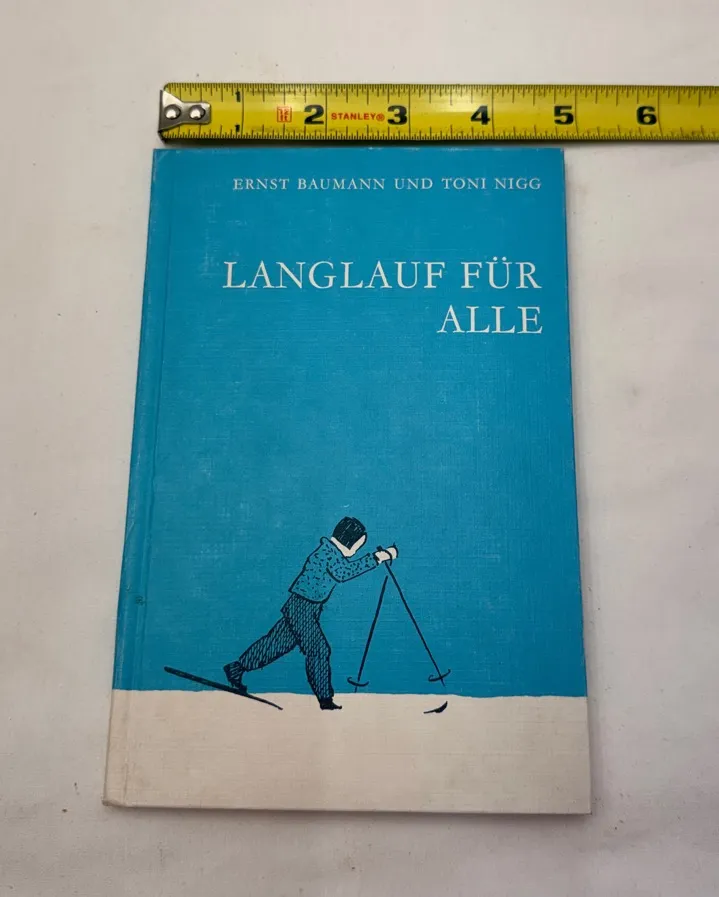 1 2 STANLEY® 3 4 5 6
ERNST BAUMANN UND TONI NIGG
LANGLAUF FÜR
ALLE